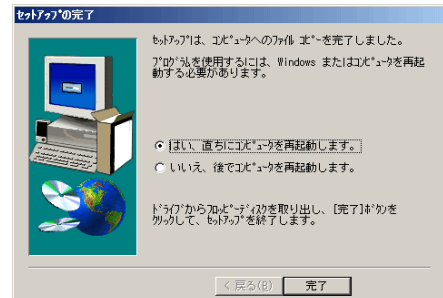 ｾｯﾄｱｯﾌﾟの完了
ｾｯﾄｱｯﾌﾟは、ｺﾝﾋﾟｭｰﾀへのﾌｧｲﾙ ｺﾋﾟｰを完了しました。
ﾌﾟﾛｸﾞﾗﾑを使用するには、Windows またはｺﾝﾋﾟｭｰﾀを再起
動する必要があります。
はい、直ちにｺﾝﾋﾟｭｰﾀを再起動します。
いいえ、後でｺﾝﾋﾟｭｰﾀを再起動します。
ﾄﾞﾗｲﾌﾞからﾌﾛｯﾋﾟｰﾃﾞｨｽｸを取り出し、[完了]ﾎﾞﾀﾝを
ｸﾘｯｸして、ｾｯﾄｱｯﾌﾟを終了します。
< 戻る(B)
完了